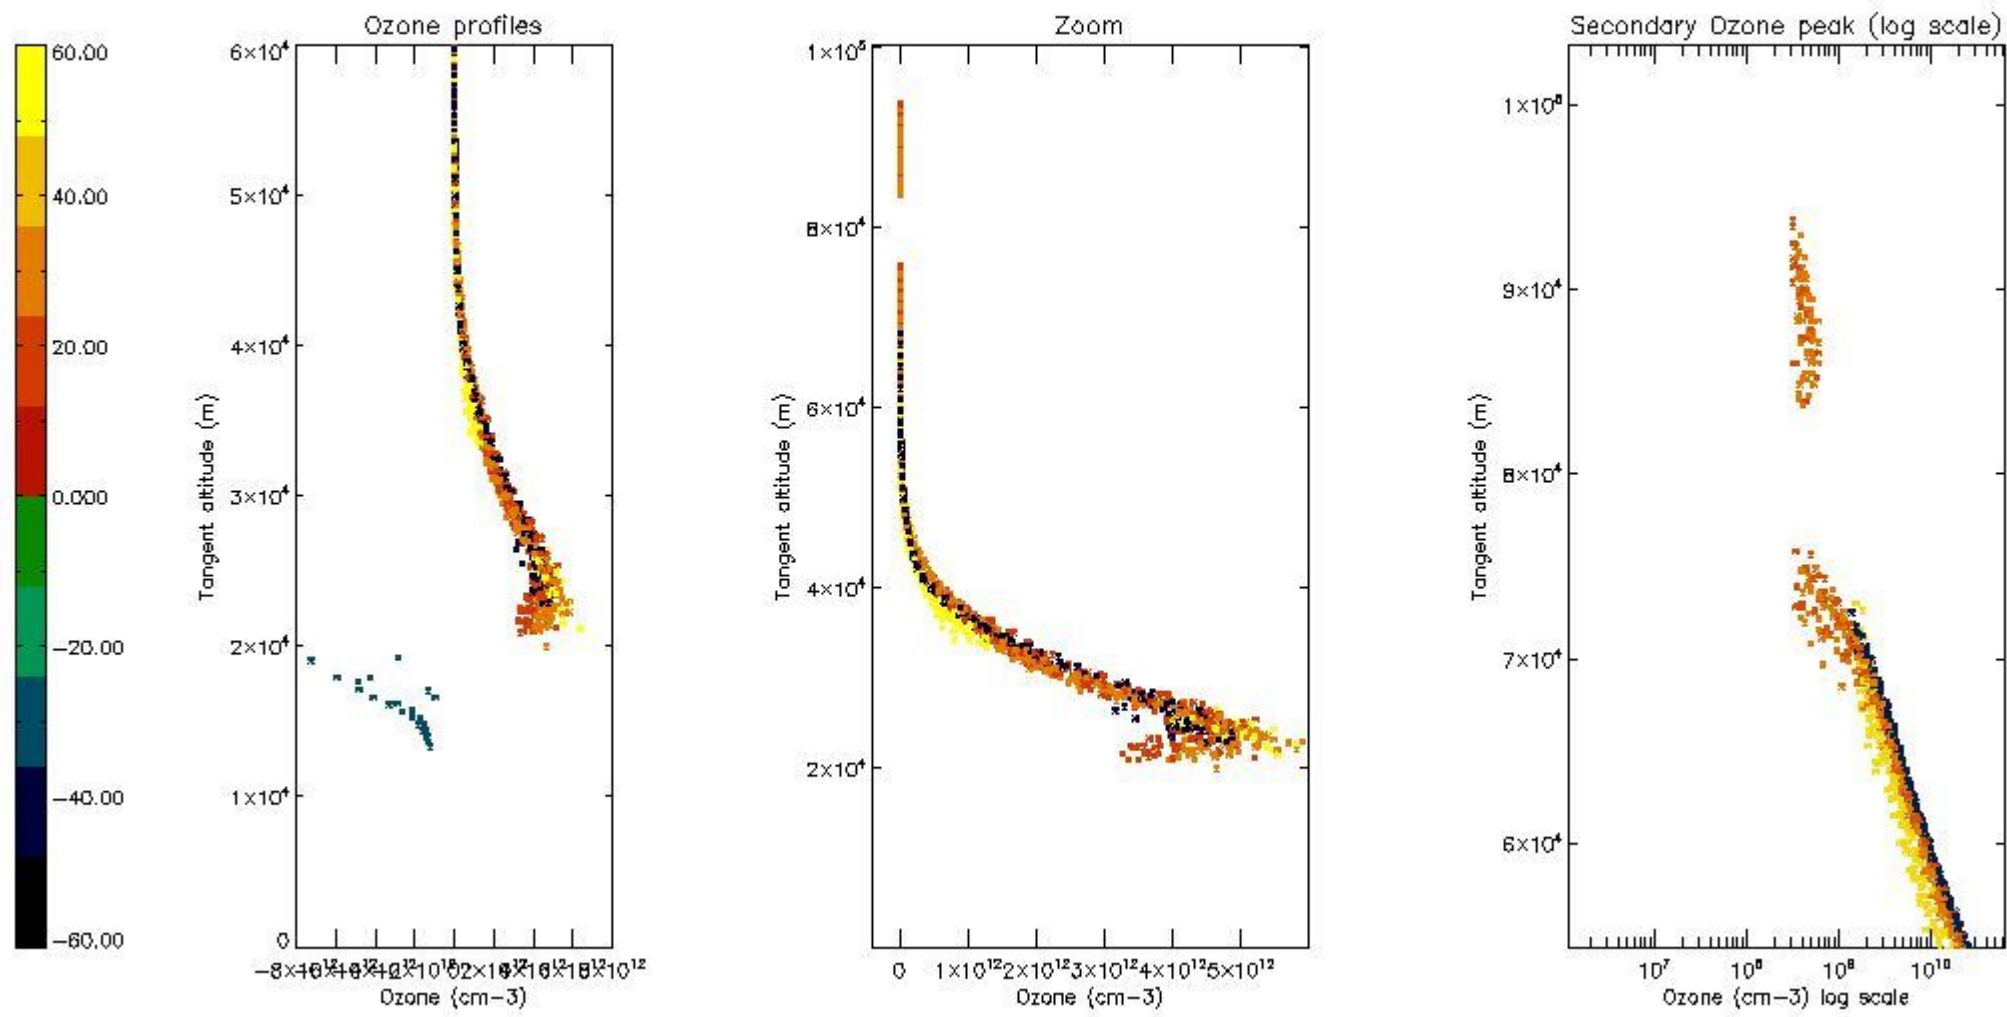 Ozone profiles
Zoom
Secondary Ozone peak (log scale)
60.00
40.00
20.00
−20.00
−40.00
−60.00
6×10⁴
5×10⁴
4×10⁴
3×10⁴
2×10⁴
1×10⁴
0
Tangent altitude (m)
Ozone (cm−3)
1×10⁵
8×10⁴
6×10⁴
4×10⁴
2×10⁴
Tangent altitude (m)
0 1×10¹² 2×10¹² 3×10¹² 4×10¹² 5×10¹²
Ozone (cm−3)
9×10⁴
8×10⁴
7×10⁴
6×10⁴
Tangent altitude (m)
10⁷ 10⁸ 10⁹ 10¹⁰
Ozone (cm−3) log scale